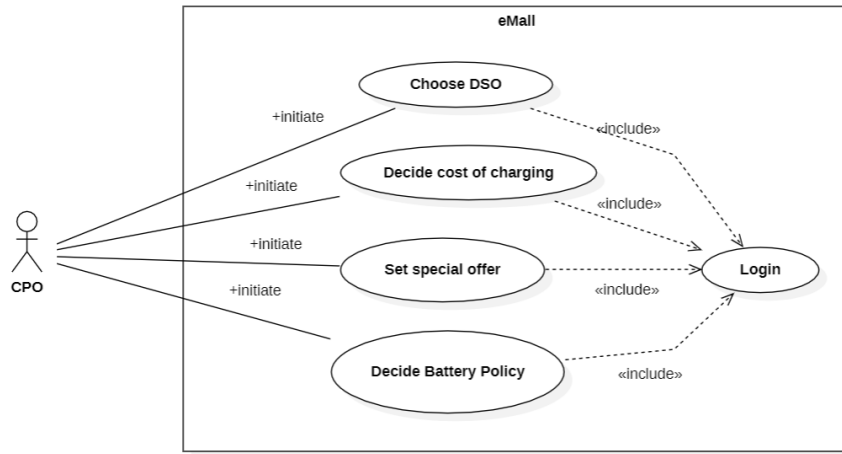 eMall
Choose DSO
+initiate
«include»
Decide cost of charging
+initiate
«include»
CPO
+initiate
Set special offer
«include»
Login
+initiate
Decide Battery Policy
«include»